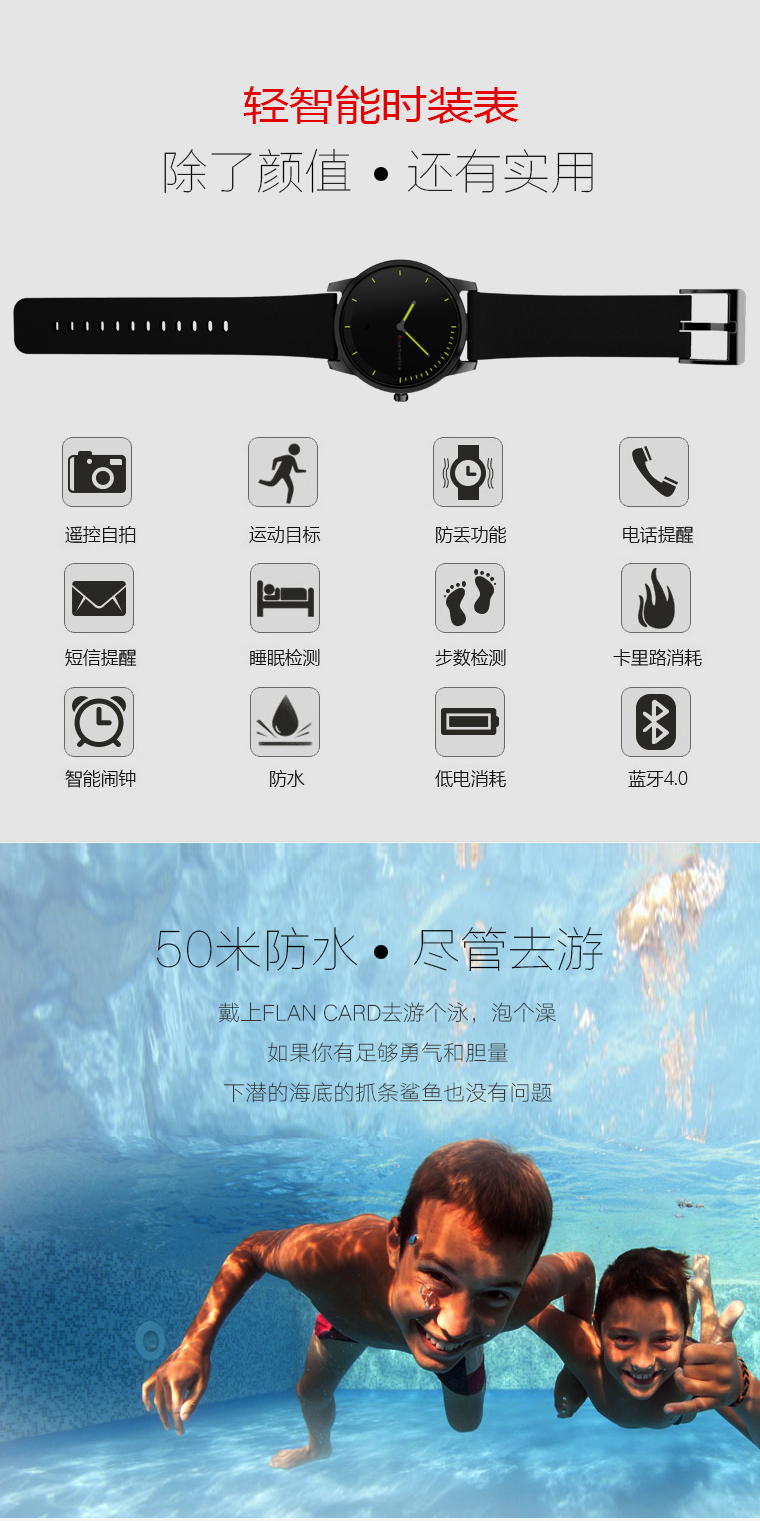 轻智能时装表
除了颜值 • 还有实用
遥控自拍 运动目标 防丢功能 电话提醒
短信提醒 睡眠检测 步数检测 卡里路消耗
智能闹钟 防水 低电消耗 蓝牙4.0
50米防水 • 尽管去游
戴上FLAN CARD去游个泳，泡个澡
如果你有足够勇气和胆量
下潜的海底的抓条鲨鱼也没有问题